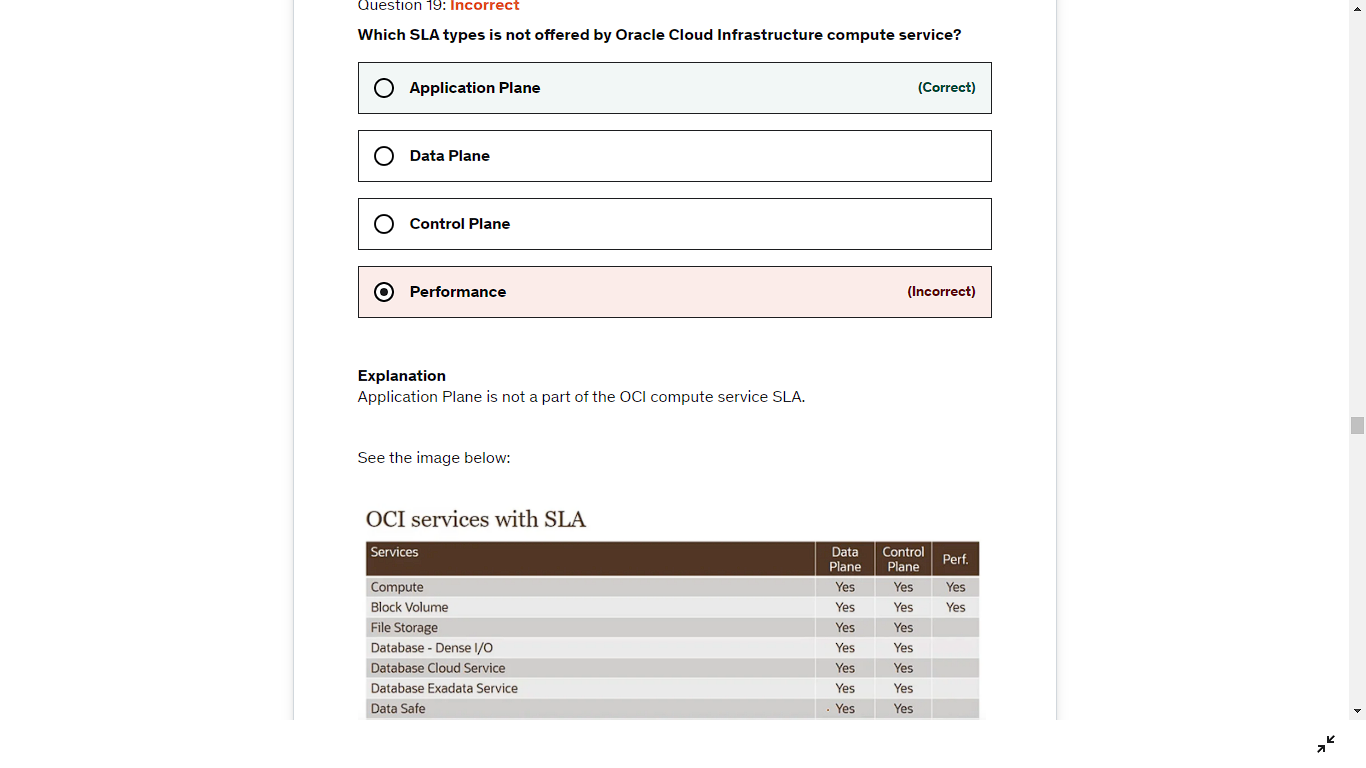 Question 19: Incorrect
Which SLA types is not offered by Oracle Cloud Infrastructure compute service?
Application Plane (Correct)
Data Plane
Control Plane
Performance (Incorrect)
Explanation
Application Plane is not a part of the OCI compute service SLA.
See the image below:
OCI services with SLA
Services Data Plane Control Plane Perf.
Compute Yes Yes Yes
Block Volume Yes Yes Yes
File Storage Yes Yes
Database - Dense I/O Yes Yes
Database Cloud Service Yes Yes
Database Exadata Service Yes Yes
Data Safe Yes Yes